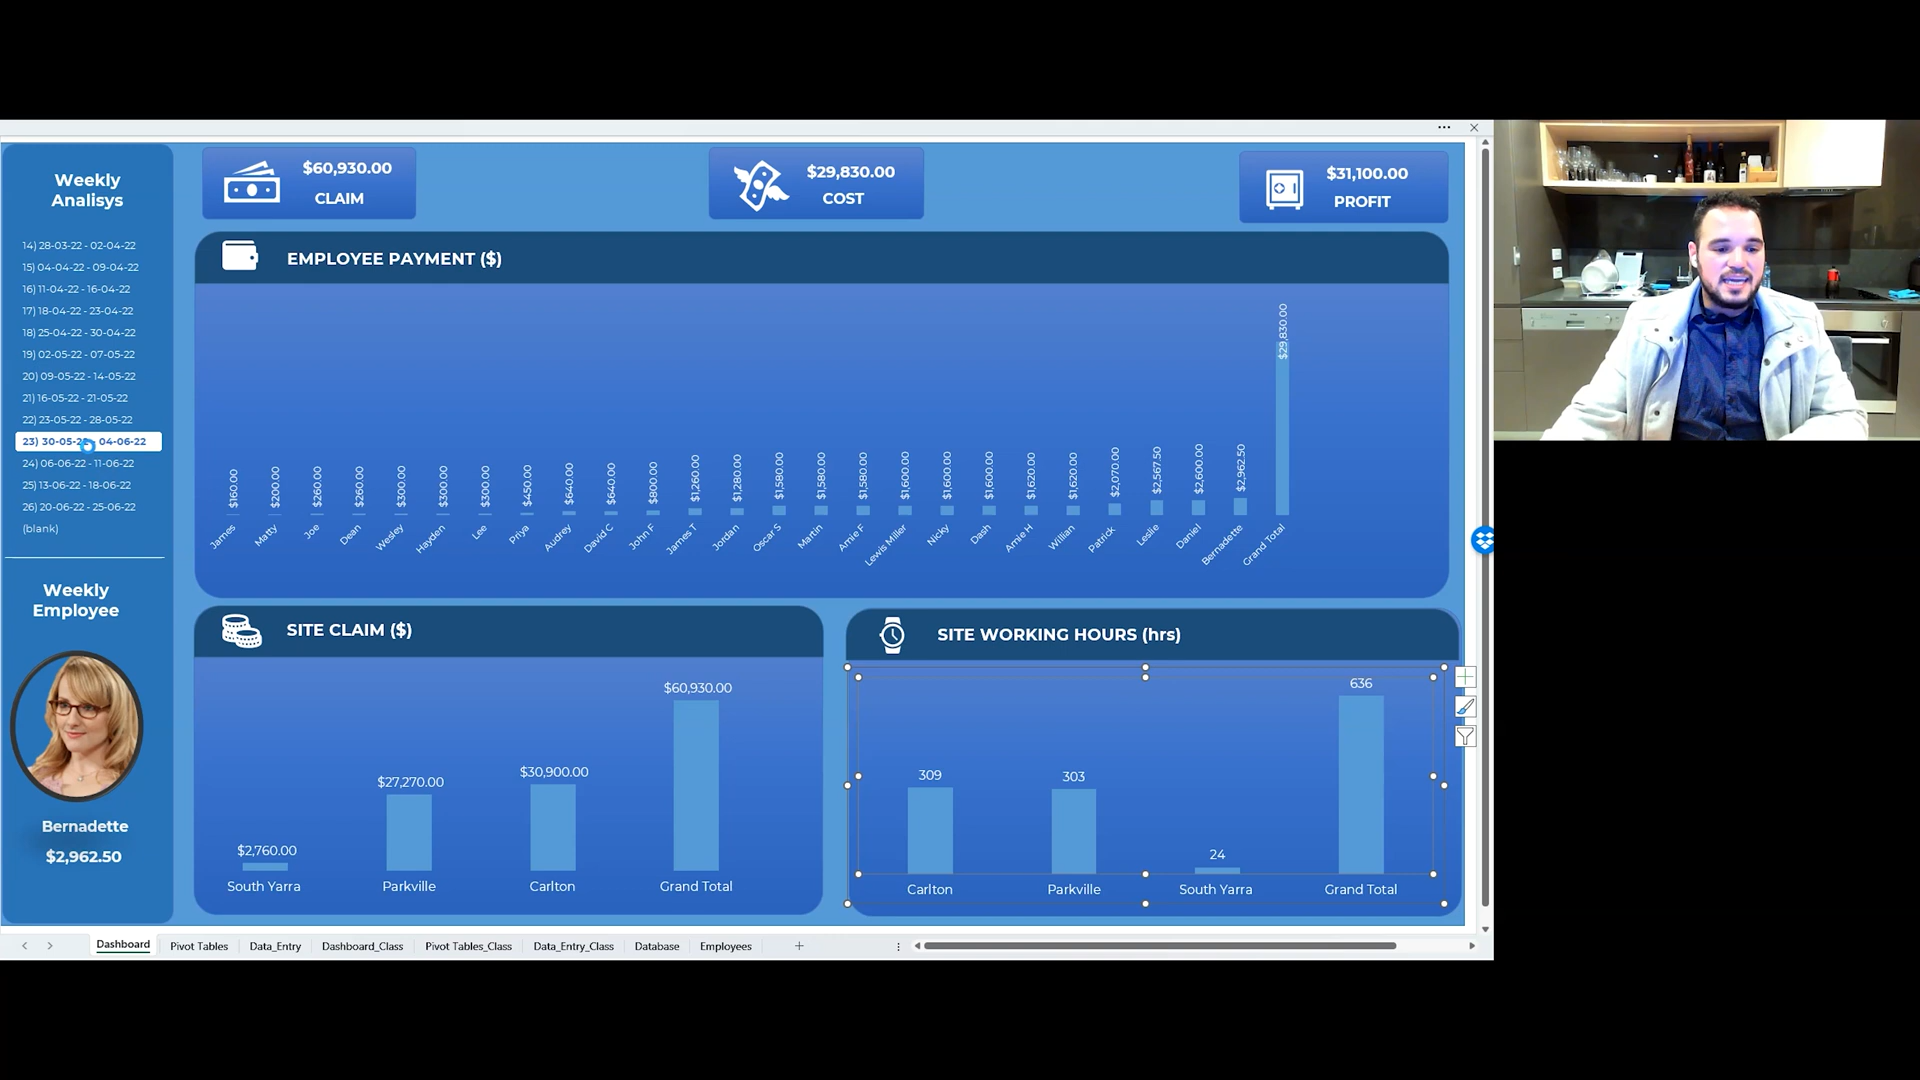 Weekly
Analisys
14) 28-03-22 - 02-04-22
15) 04-04-22 - 09-04-22
16) 11-04-22 - 16-04-22
17) 18-04-22 - 23-04-22
18) 25-04-22 - 30-04-22
19) 02-05-22 - 07-05-22
20) 09-05-22 - 14-05-22
21) 16-05-22 - 21-05-22
22) 23-05-22 - 28-05-22
23) 30-05-22 - 04-06-22
24) 06-06-22 - 11-06-22
25) 13-06-22 - 18-06-22
26) 20-06-22 - 25-06-22
(blank)
Weekly
Employee
Bernadette
$2,962.50
$60,930.00
CLAIM
$29,830.00
COST
$31,100.00
PROFIT
EMPLOYEE PAYMENT ($)
$160.00
$200.00
$260.00
$260.00
$300.00
$300.00
$300.00
$450.00
$640.00
$640.00
$800.00
$1,260.00
$1,280.00
$1,580.00
$1,580.00
$1,580.00
$1,600.00
$1,600.00
$1,600.00
$1,620.00
$1,620.00
$2,070.00
$2,567.50
$2,600.00
$2,962.50
$29,830.00
James
Matty
Joe
Dean
Wesley
Hayden
Lee
Priya
Audrey
David C
John F
James T
Jordan
Oscar S
Martin
Arnie F
Lewis Miller
Nicky
Dash
Arnie H
Willian
Patrick
Leslie
Daniel
Bernadette
Grand Total
SITE CLAIM ($)
$60,930.00
$30,900.00
$27,270.00
$2,760.00
South Yarra
Parkville
Carlton
Grand Total
SITE WORKING HOURS (hrs)
636
309
303
24
Carlton
Parkville
South Yarra
Grand Total
Dashboard
Pivot Tables
Data_Entry
Dashboard_Class
Pivot Tables_Class
Data_Entry_Class
Database
Employees